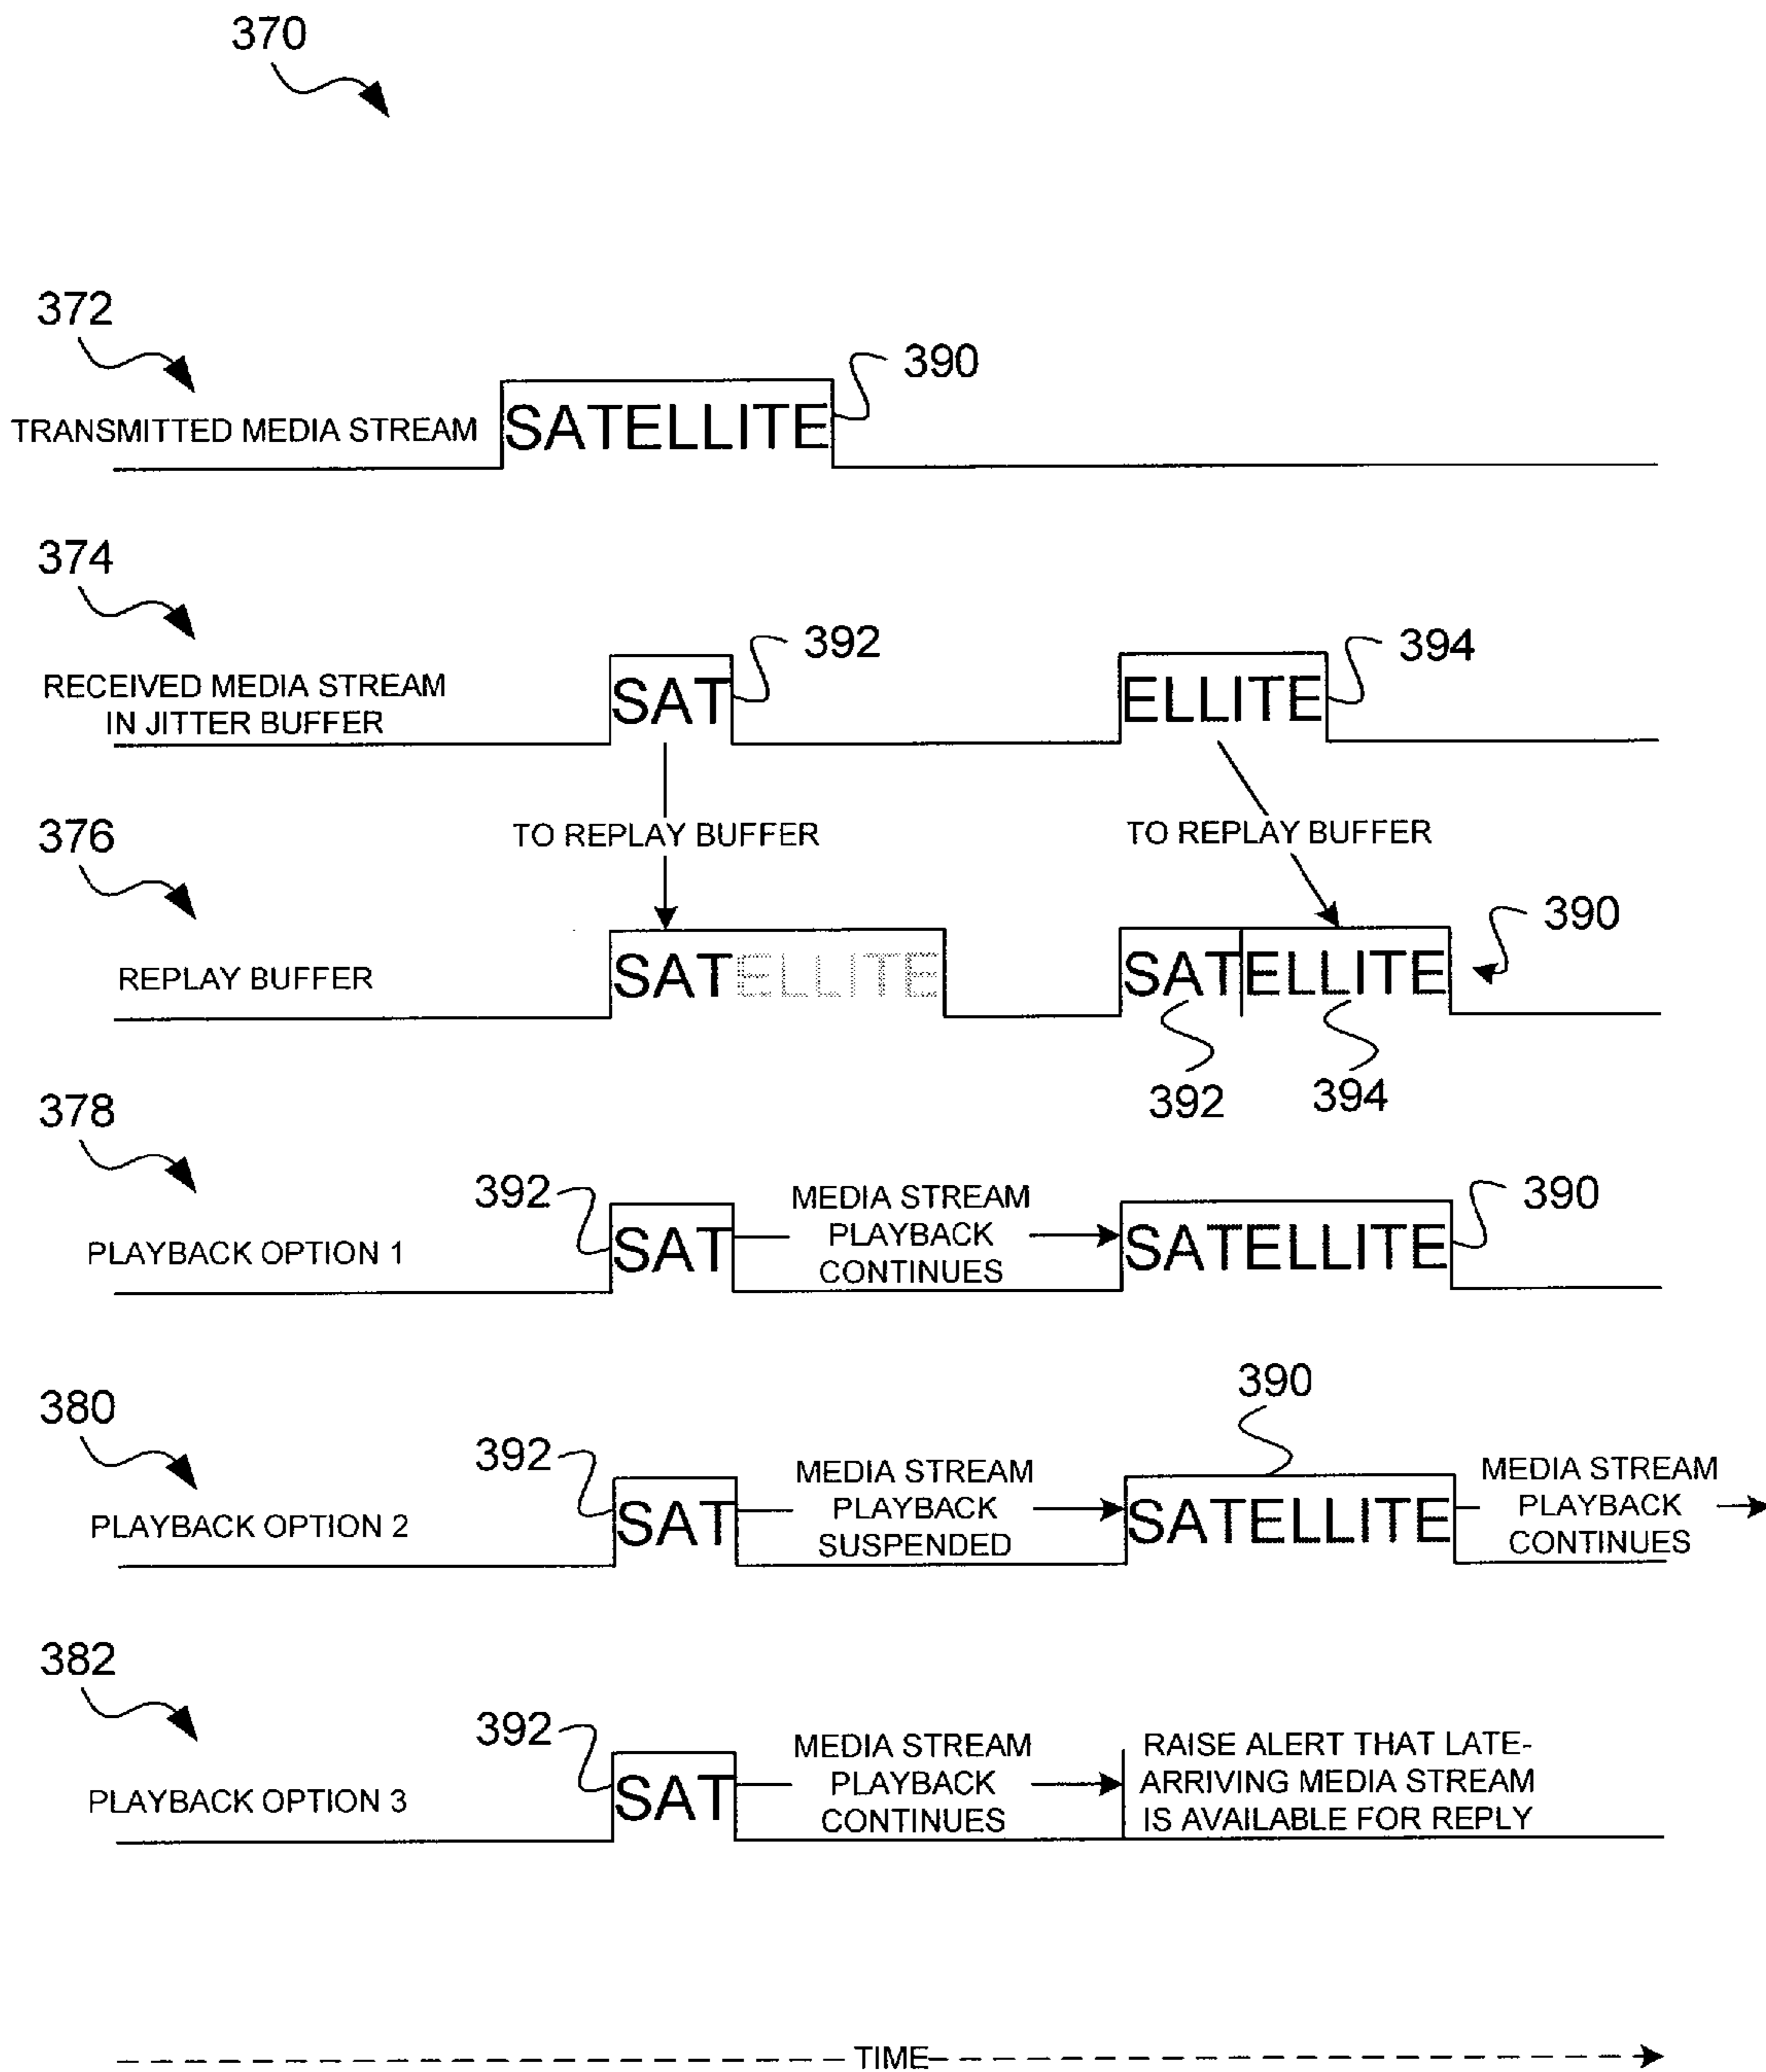 370
372
390
TRANSMITTED MEDIA STREAM
SATELLITE
374
392
394
RECEIVED MEDIA STREAM
IN JITTER BUFFER
SAT
ELLITE
376
TO REPLAY BUFFER
TO REPLAY BUFFER
390
REPLAY BUFFER
SATELLITE
SATELLITE
392
394
378
392
MEDIA STREAM
PLAYBACK
CONTINUES
390
PLAYBACK OPTION 1
SAT
SATELLITE
380
390
392
MEDIA STREAM
PLAYBACK
SUSPENDED
MEDIA STREAM
PLAYBACK
CONTINUES
PLAYBACK OPTION 2
SAT
SATELLITE
382
392
MEDIA STREAM
PLAYBACK
CONTINUES
RAISE ALERT THAT LATE-
ARRIVING MEDIA STREAM
IS AVAILABLE FOR REPLY
PLAYBACK OPTION 3
SAT
TIME